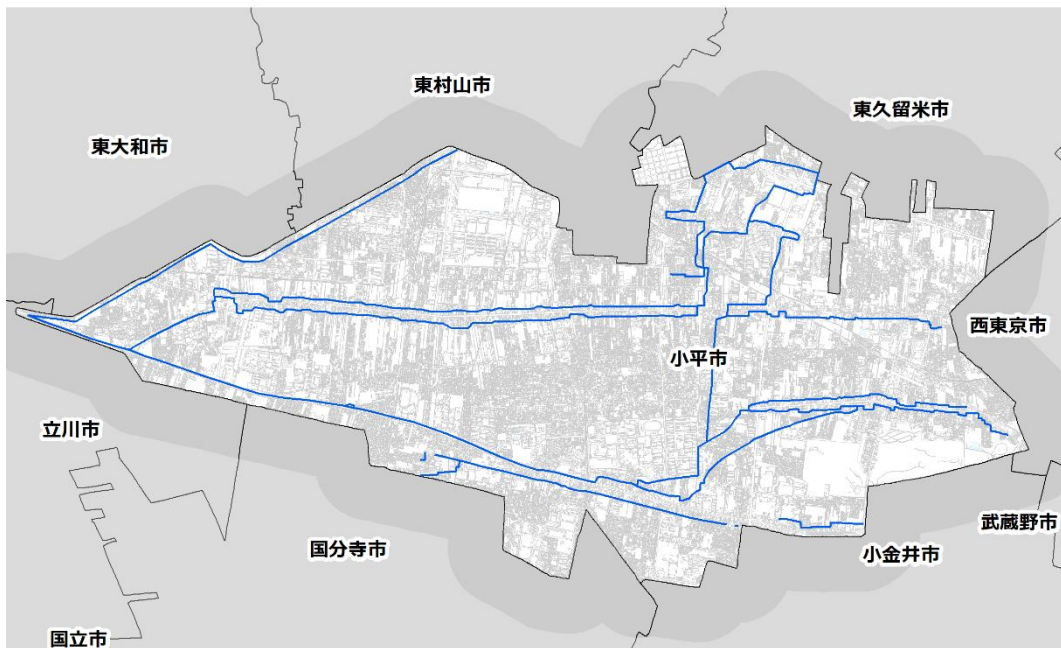 東村山市
東久留米市
東大和市
西東京市
小平市
立川市
武蔵野市
国分寺市
小金井市
国立市